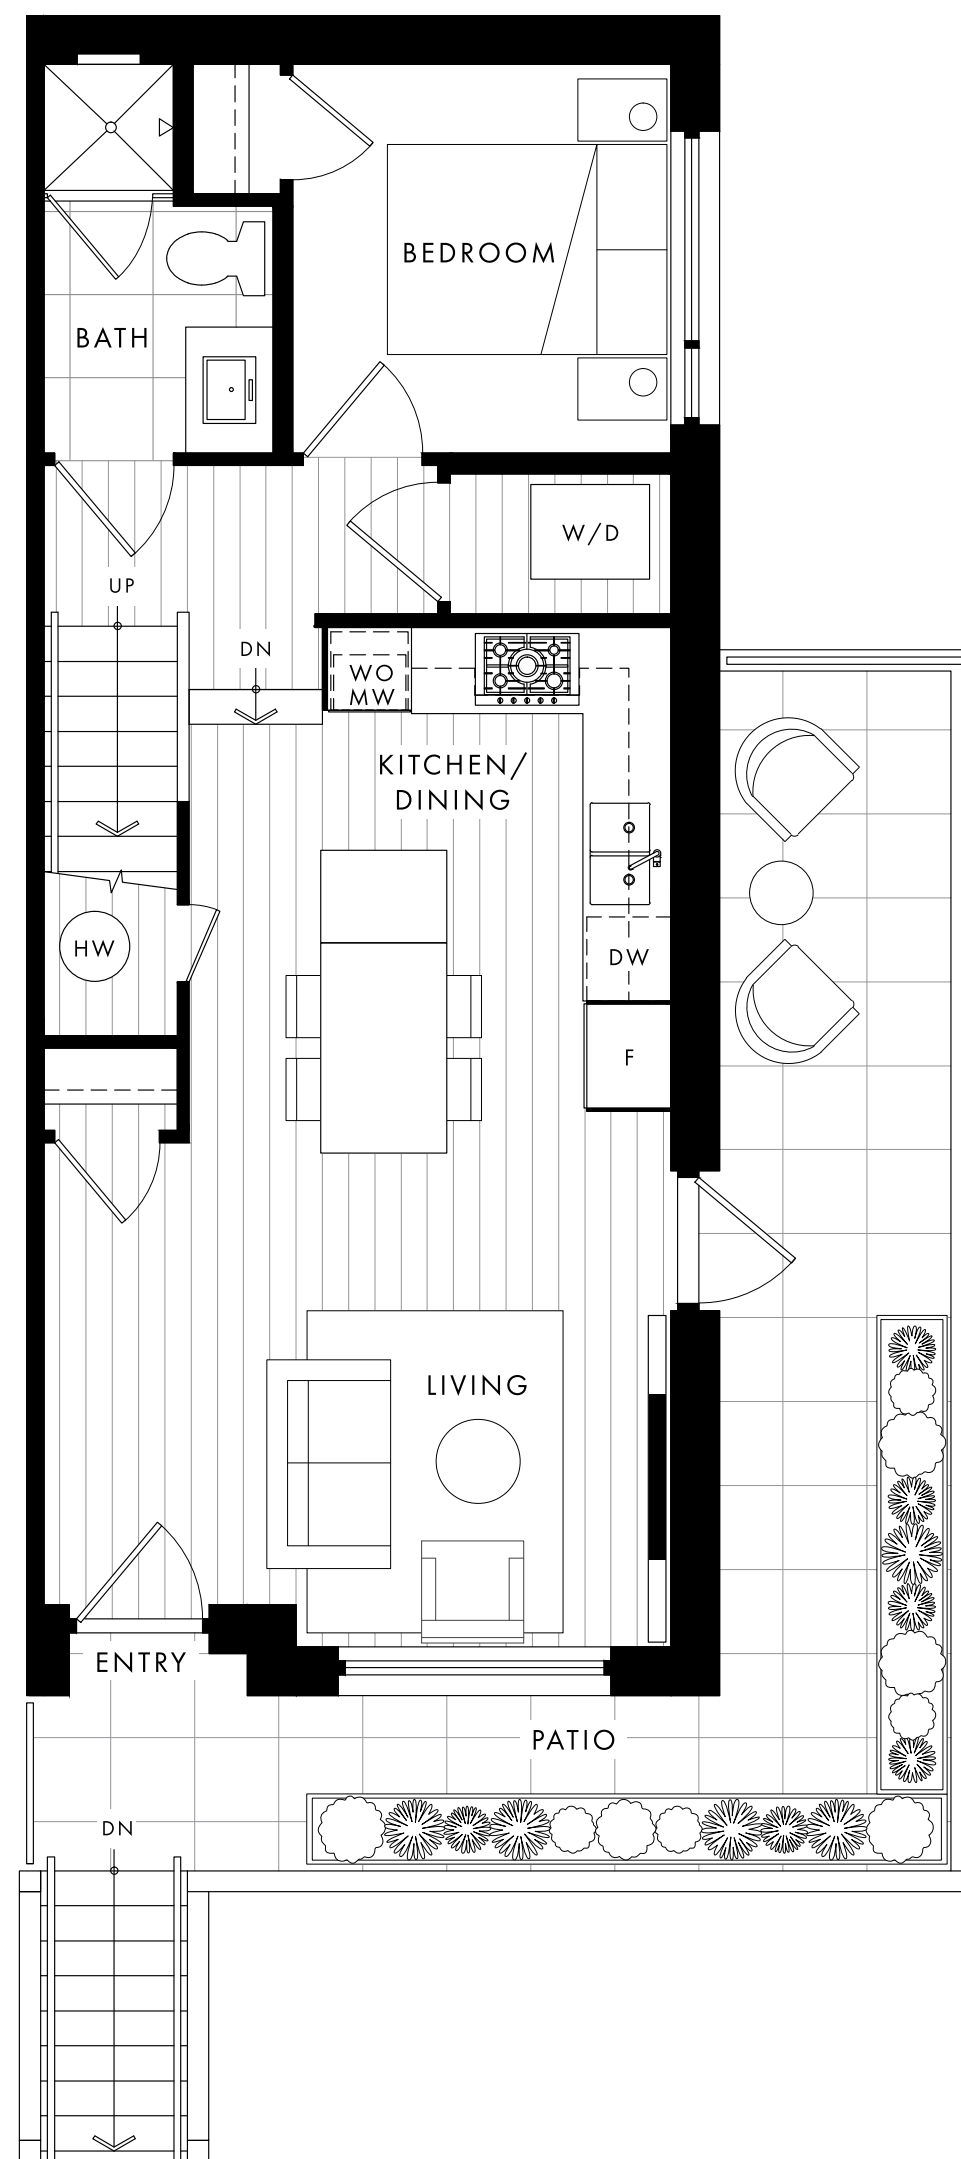 BEDROOM
BATH
W/D
UP
DN
WO
MW
KITCHEN/
DINING
HW
DW
F
LIVING
ENTRY
PATIO
DN